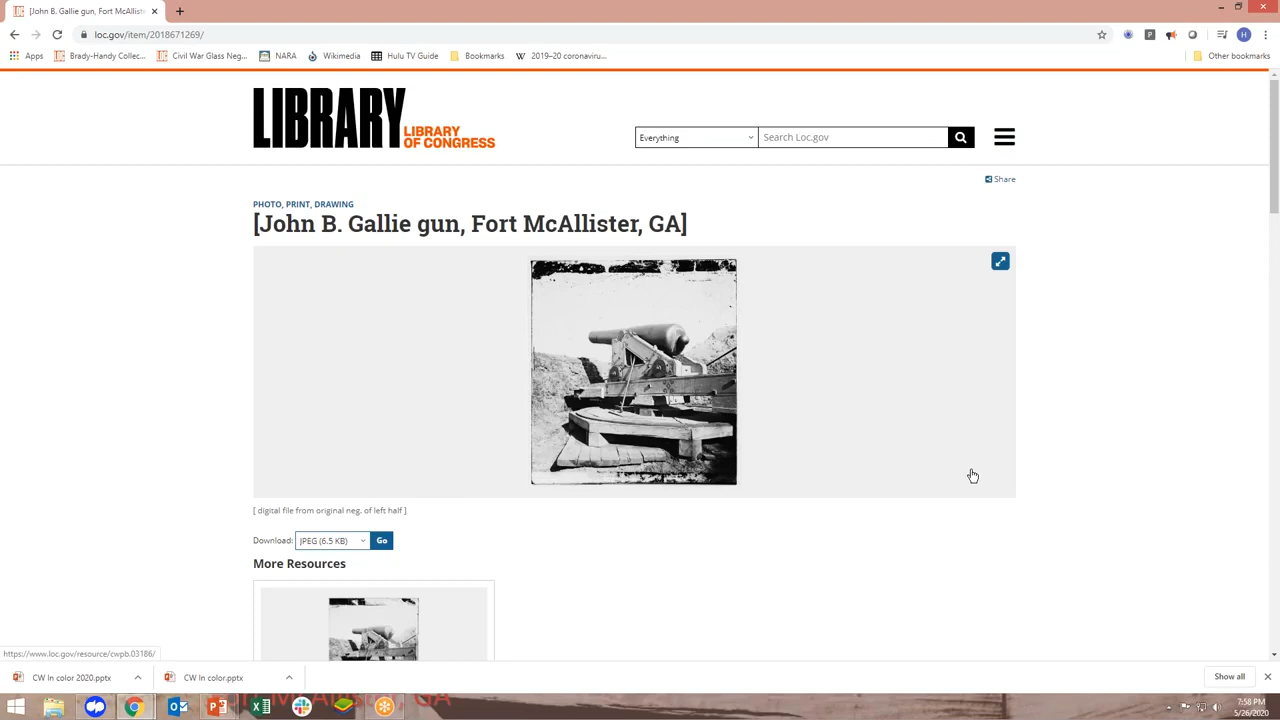 [John B. Gallie gun, Fort McAllist
loc.gov/item/2018671269/
P
H
Apps
Brady-Handy Collec...
Civil War Glass Neg...
NARA
Wikimedia
Hulu TV Guide
Bookmarks
W
2019–20 coronaviru...
Other bookmarks
LIBRARY
LIBRARY
OF CONGRESS
Everything
Search Loc.gov
Share
PHOTO, PRINT, DRAWING
[John B. Gallie gun, Fort McAllister, GA]
[ digital file from original neg. of left half ]
Download:
JPEG (6.5 KB)
Go
More Resources
https://www.loc.gov/resource/cwpb.03186/
CW In color 2020.pptx
CW In color.pptx
Show all
McAllister, GA
7:58 PM
5/26/2020